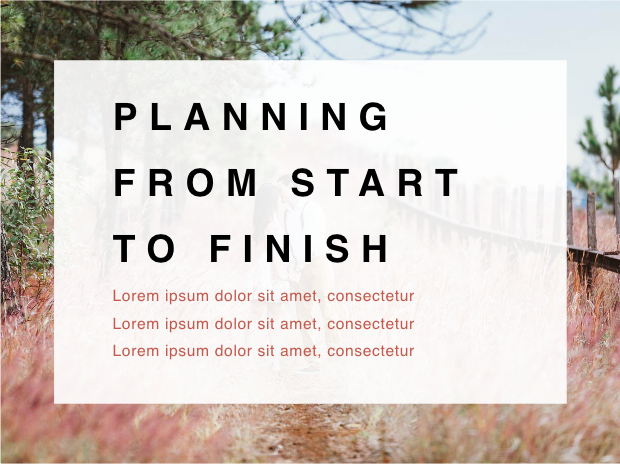 PLANNING
FROM START
TO FINISH
Lorem ipsum dolor sit amet, consectetur
Lorem ipsum dolor sit amet, consectetur
Lorem ipsum dolor sit amet, consectetur